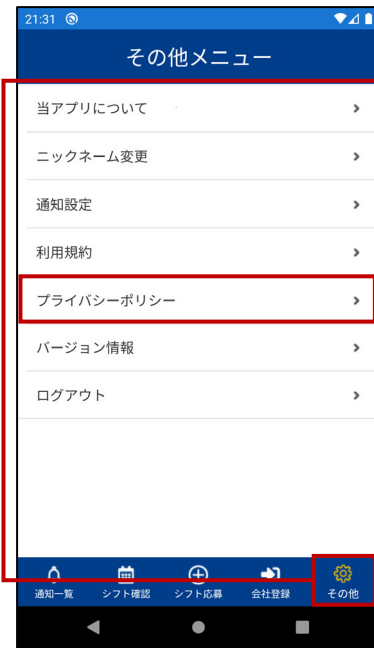 21:31
その他メニュー
当アプリについて
ニックネーム変更
通知設定
利用規約
プライバシーポリシー
バージョン情報
ログアウト
通知一覧 シフト確認 シフト応募 会社登録 その他